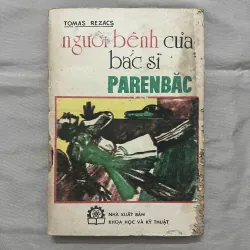 TOMAS REZACS
người bệnh của
bác sĩ
PARENBĂC
NHÀ XUẤT BẢN
KHOA HỌC VÀ KỸ THUẬT